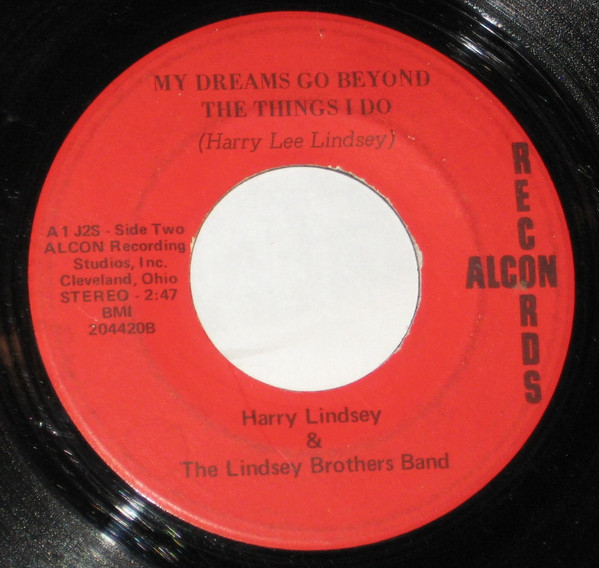 MY DREAMS GO BEYOND
THE THINGS I DO
(Harry Lee Lindsey)
A1 J2S - Side Two
ALCON Recording
Studios, Inc.
Cleveland, Ohio
STEREO - 2:47
BMI
204420B
ALCON
RECORDS
Harry Lindsey
&
The Lindsey Brothers Band